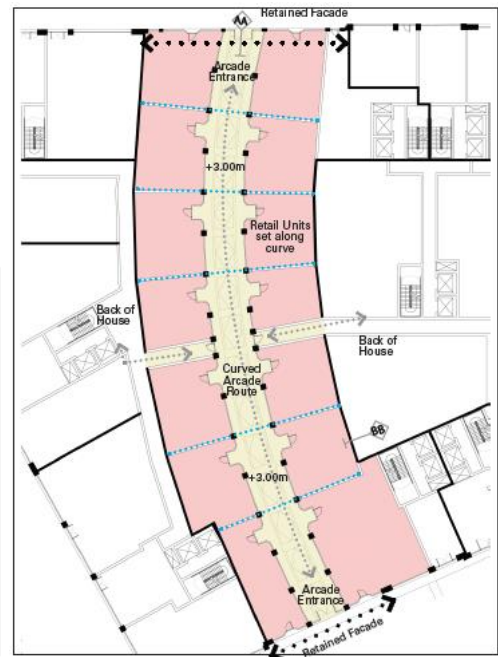 AA
Retained Facade
Arcade
Entrance
+3.00m
Retail Units
set along
curve
Back of
House
Back of
House
Curved
Arcade
Route
BB
+3.00m
Arcade
Entrance
Retained Facade